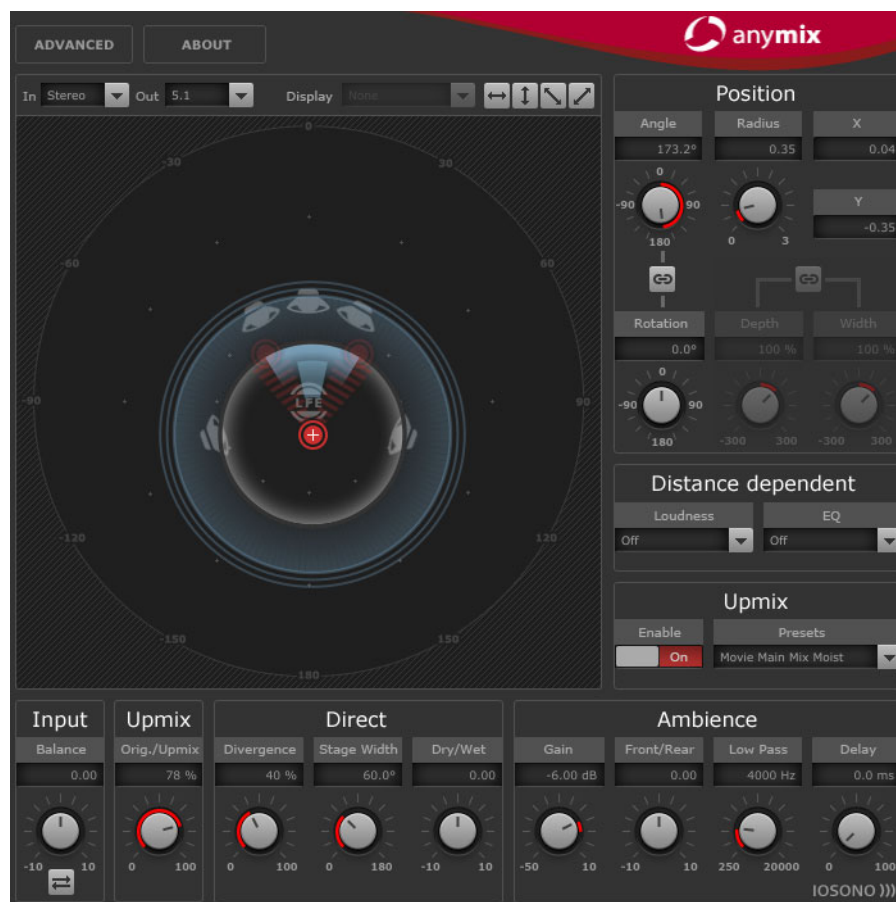 ADVANCED ABOUT anymix
In Stereo Out 5.1 Display None
0
-30 30
-60 60
-90 90
-120 120
-150 150
180
LFE
Position
Angle Radius X
173.2° 0.35 0.04
0
-90 90
180
0 3
Y
-0.35
Rotation Depth Width
0.0° 100 % 100 %
0
-90 90
180
-300 300 -300 300
Distance dependent
Loudness EQ
Off Off
Upmix
Enable Presets
On Movie Main Mix Moist
Input Upmix Direct Ambience
Balance Orig./Upmix Divergence Stage Width Dry/Wet Gain Front/Rear Low Pass Delay
0.00 78 % 40 % 60.0° 0.00 -6.00 dB 0.00 4000 Hz 0.0 ms
-10 10 0 100 0 100 0 180 -10 10 -50 10 -10 10 250 20000 0 100
IOSONO )))